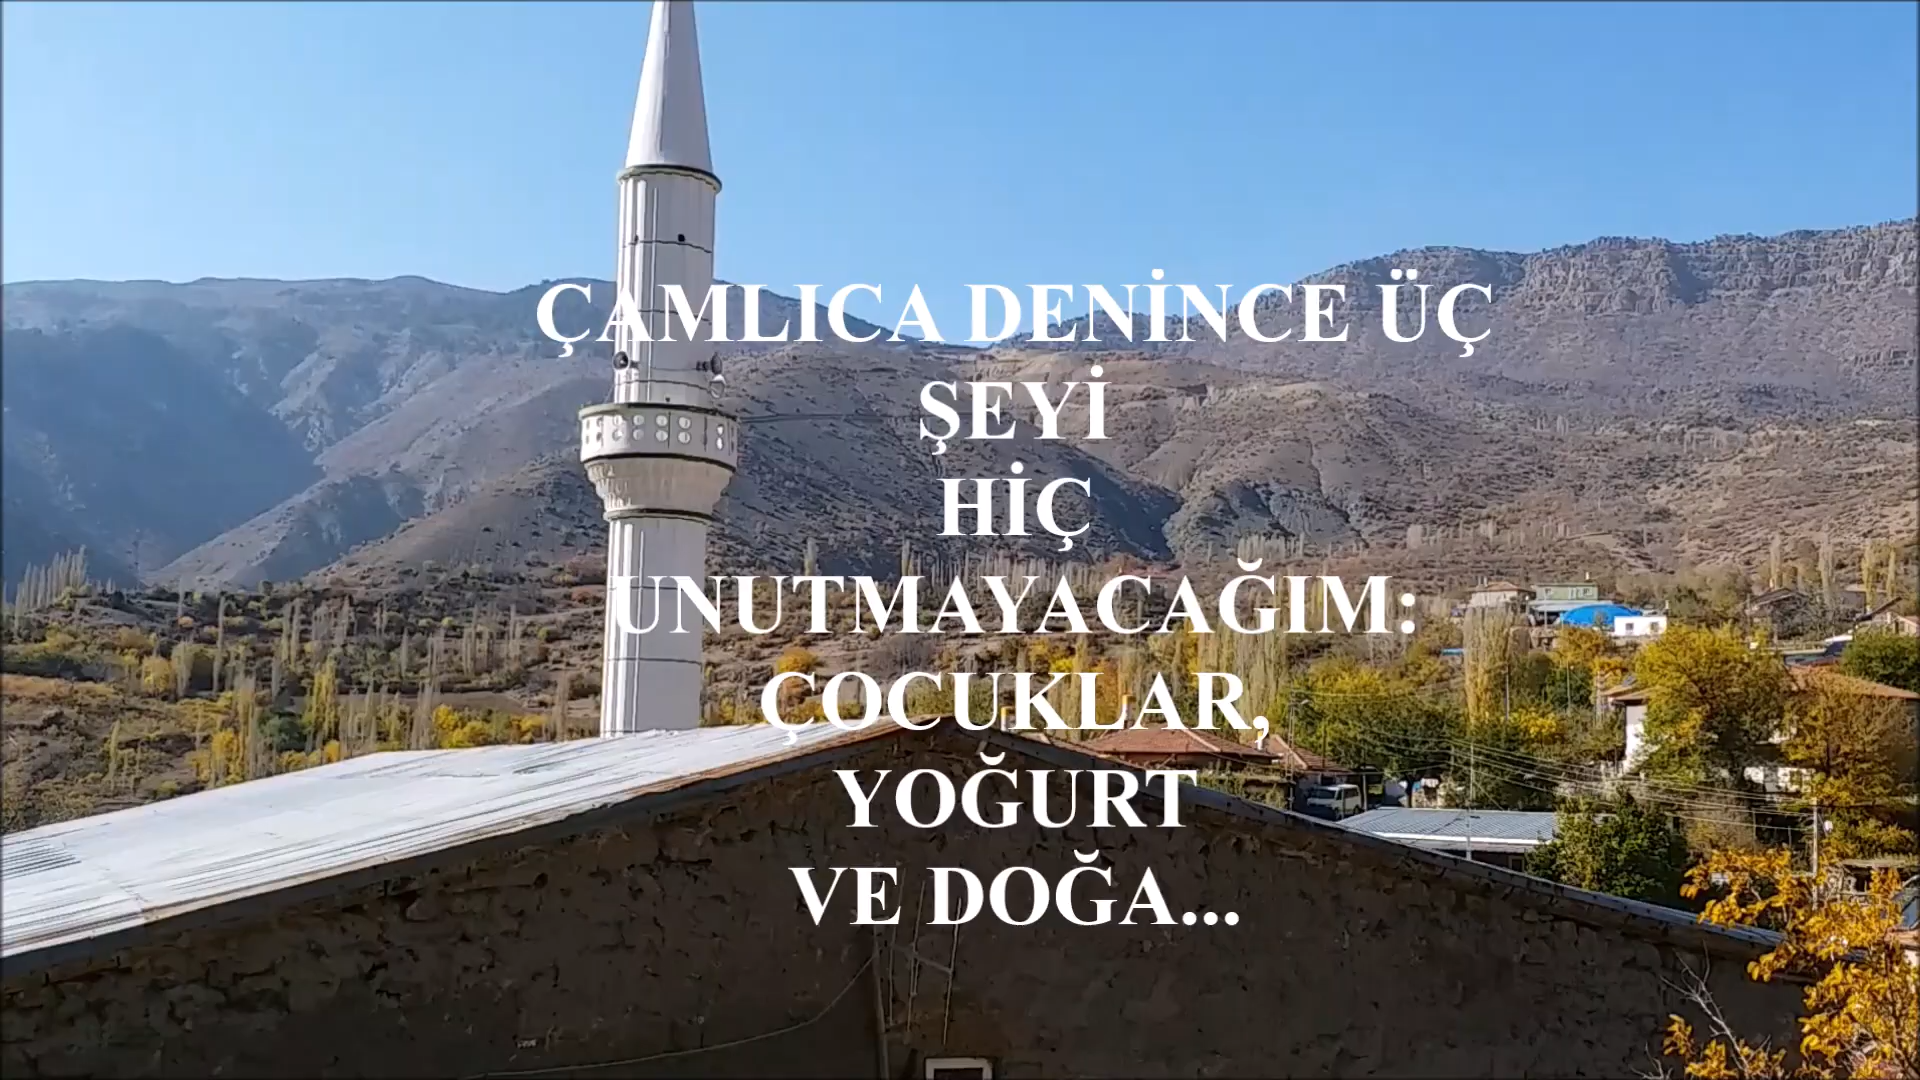 ÇAMLICA DENİNCE ÜÇ
ŞEYİ
HİÇ
UNUTMAYACAĞIM:
ÇOCUKLAR,
YOĞURT
VE DOĞA...